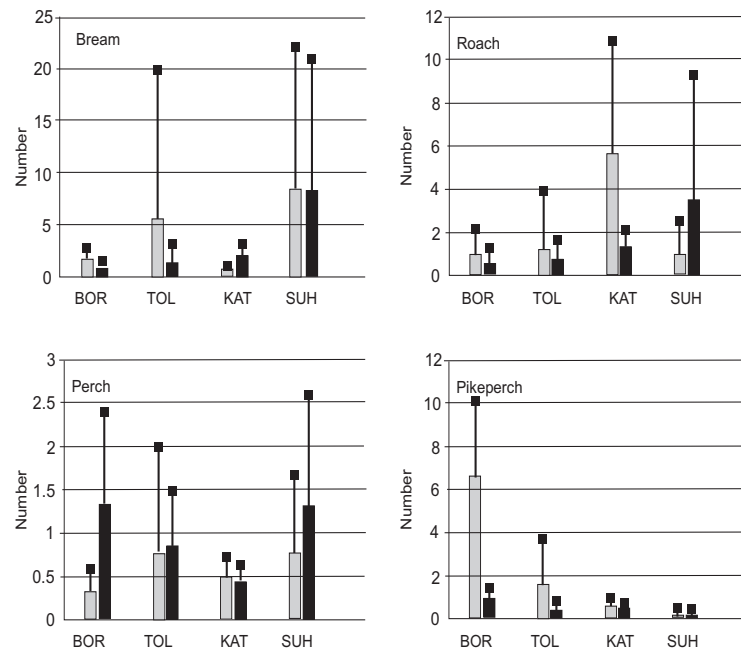 Bream
Number
25
20
15
10
5
0
BOR TOL KAT SUH
Roach
Number
12
10
8
6
4
2
0
BOR TOL KAT SUH
Perch
Number
3
2.5
2
1.5
1
0.5
0
BOR TOL KAT SUH
Pikeperch
Number
12
10
8
6
4
2
0
BOR TOL KAT SUH